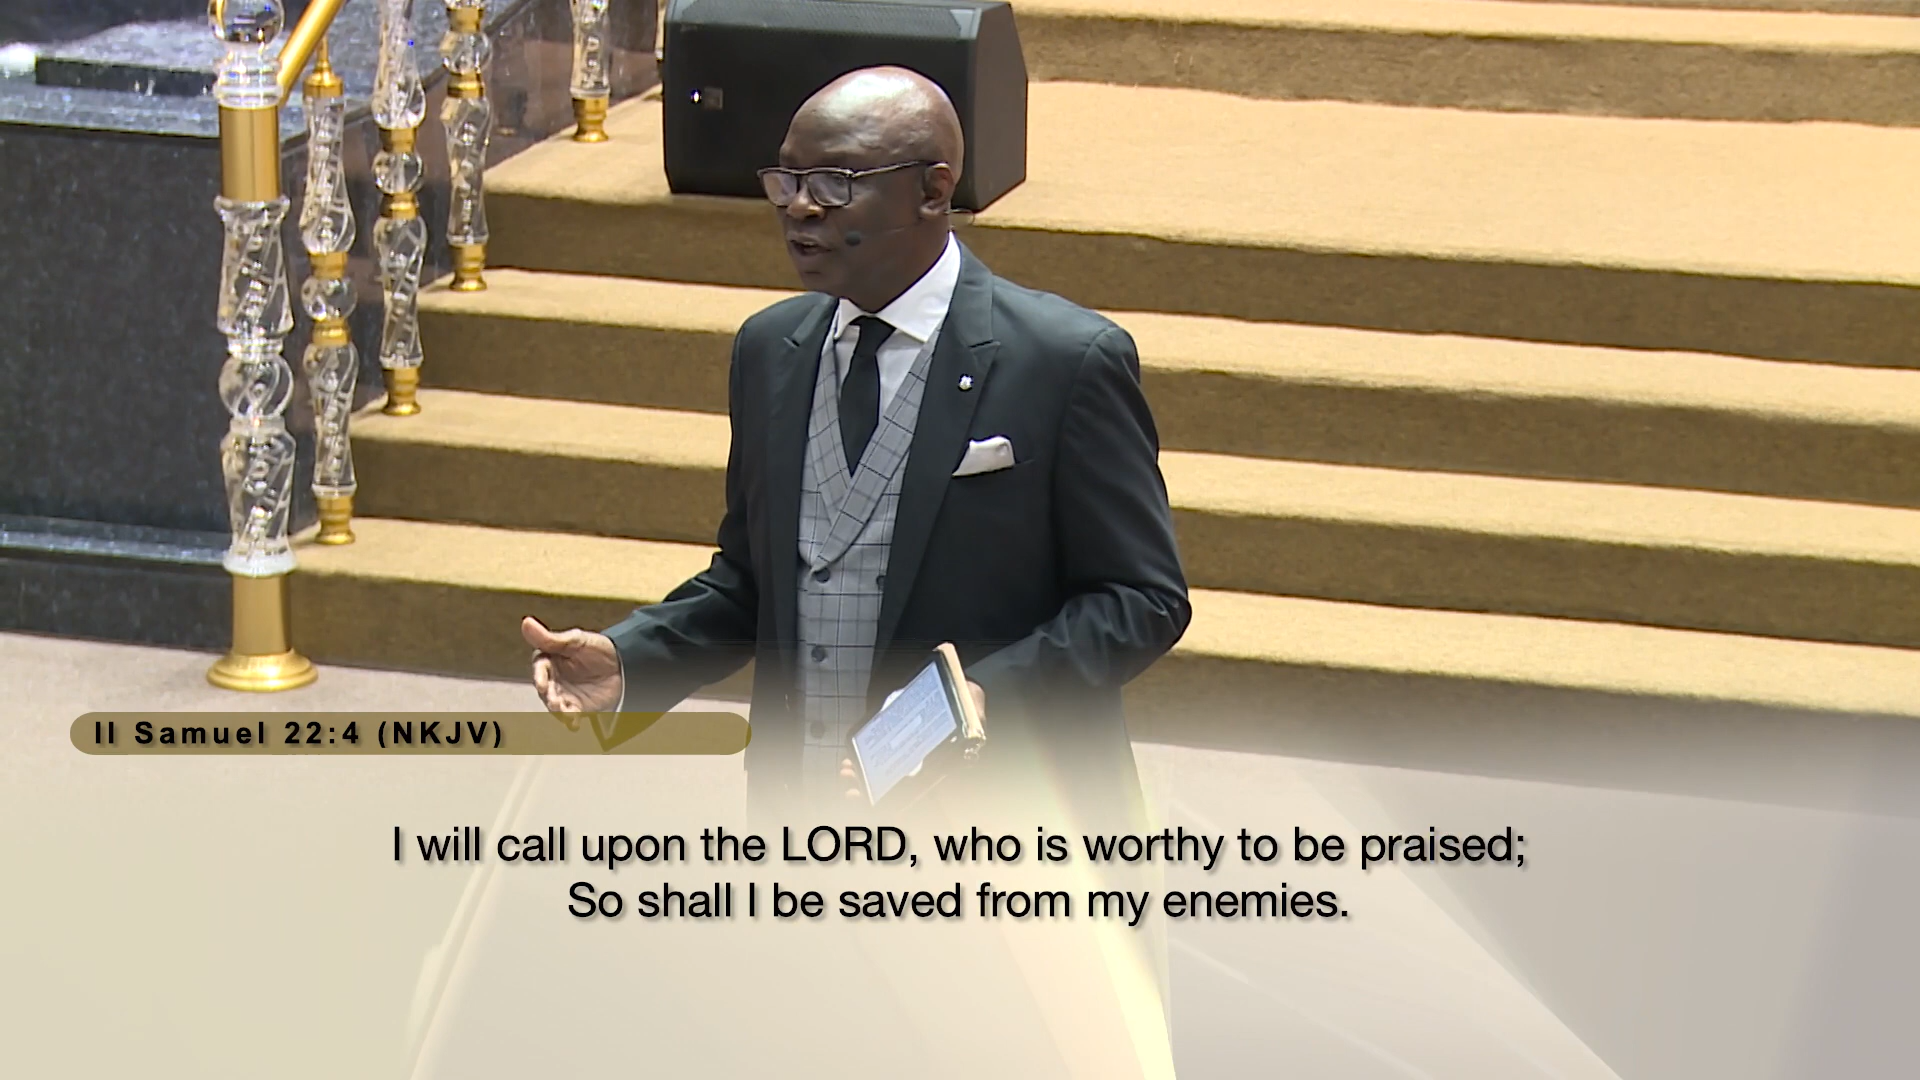 II Samuel 22:4 (NKJV)
I will call upon the LORD, who is worthy to be praised;
So shall I be saved from my enemies.